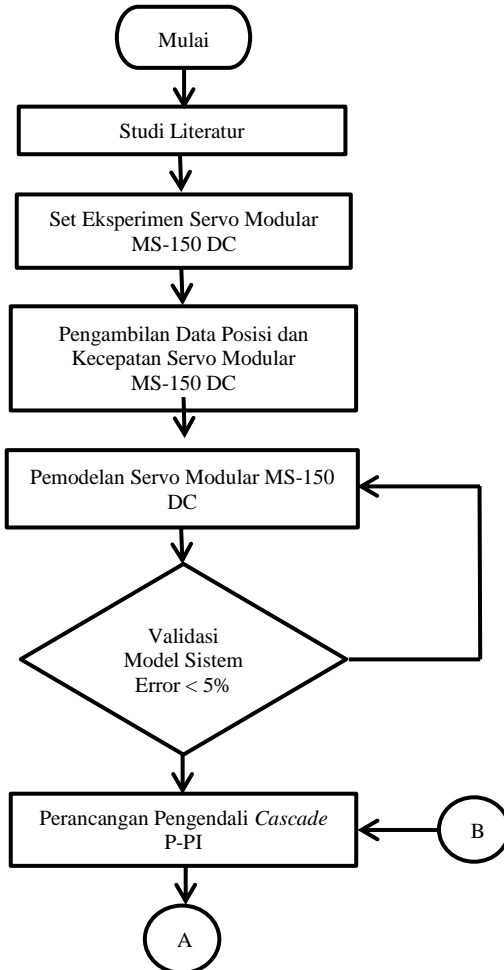 Mulai
Studi Literatur
Set Eksperimen Servo Modular
MS-150 DC
Pengambilan Data Posisi dan
Kecepatan Servo Modular
MS-150 DC
Pemodelan Servo Modular MS-150
DC
Validasi
Model Sistem
Error < 5%
Perancangan Pengendali Cascade
P-PI
B
A